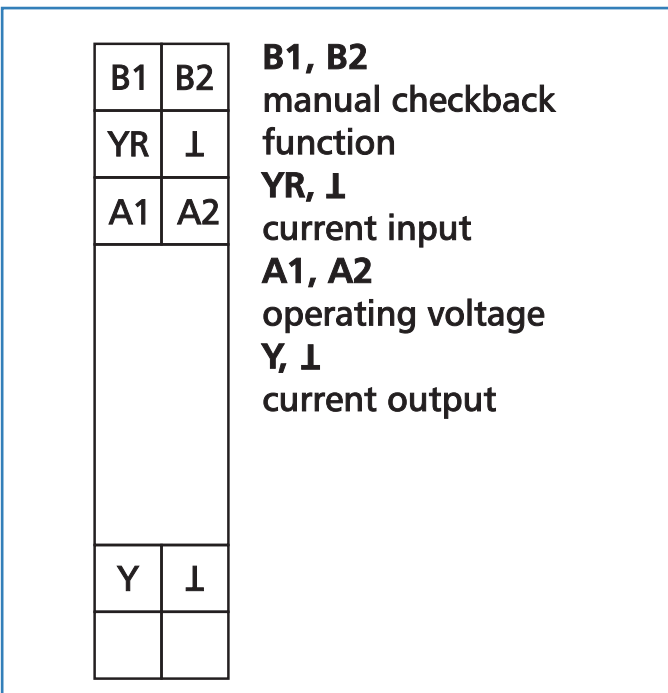 B1 B2
YR ⊥
A1 A2
Y ⊥
B1, B2
manual checkback
function
YR, ⊥
current input
A1, A2
operating voltage
Y, ⊥
current output